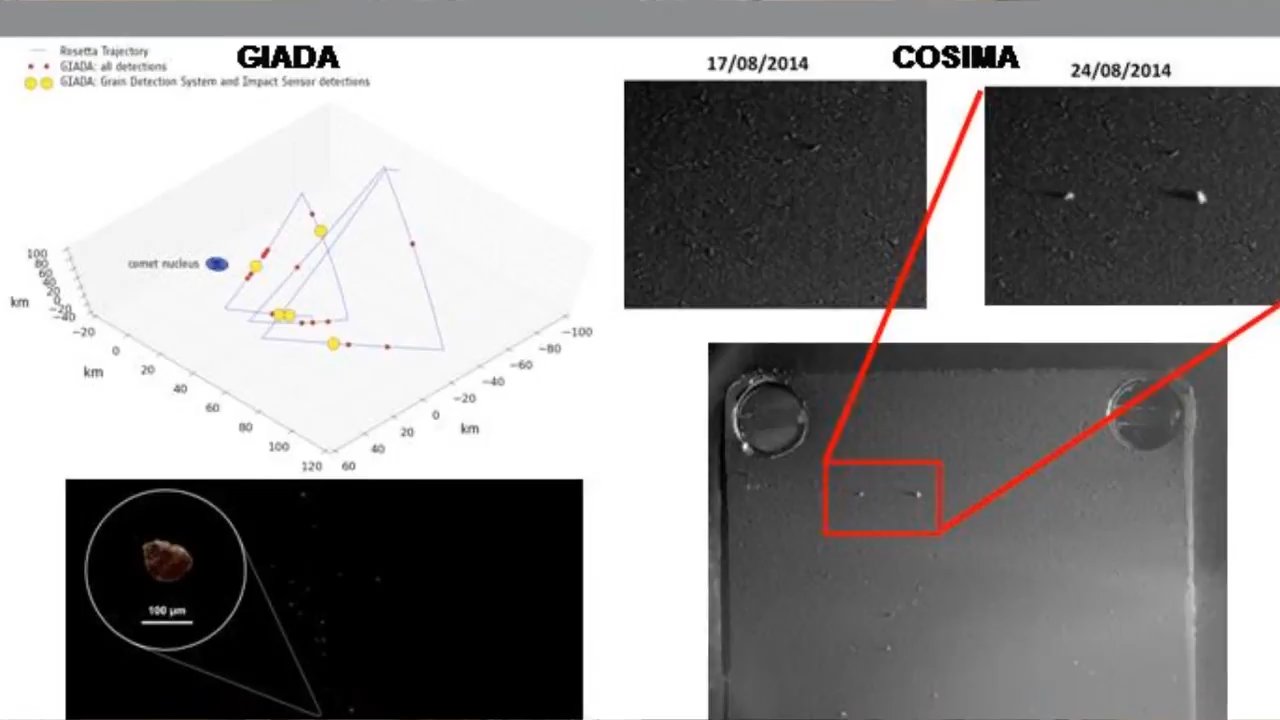 GIADA
Rosetta Trajectory
GIADA: all detections
GIADA: Grain Detection System and Impact Sensor detections
comet nucleus
100
80
60
40
20
0
-20
-40
km
-20
0
20
40
60
80
100
120
km
-100
-80
-60
-40
-20
0
20
40
60
km
100 µm
COSIMA
17/08/2014
24/08/2014